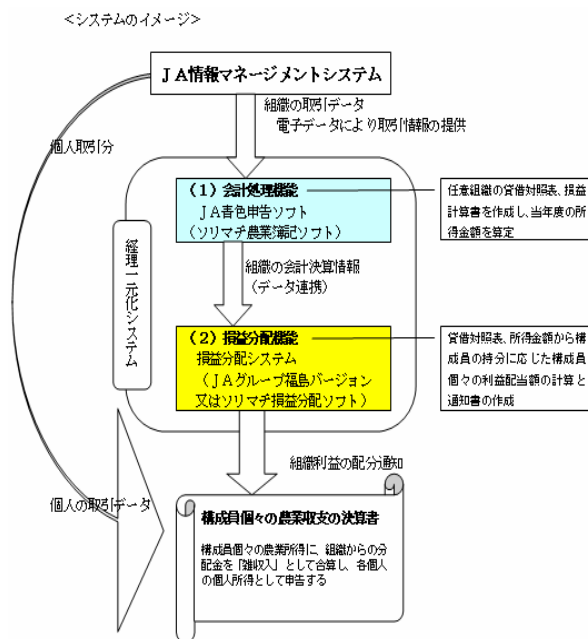 ＜システムのイメージ＞
ＪＡ情報マネージメントシステム
組織の取引データ
電子データにより取引情報の提供
個人取引分
（１）会計処理機能
ＪＡ青色申告ソフト
（ソリマチ農業簿記ソフト）
任意組織の貸借対照表、損益
計算書を作成し、当年度の所
得金額を算定
経理一元化システム
組織の会計決算情報
（データ連携）
（２）損益分配機能
損益分配システム
（ＪＡグループ福島バージョン
又はソリマチ損益分配ソフト）
貸借対照表、所得金額から構
成員の持分に応じた構成員
個々の利益配当額の計算と
通知書の作成
組織利益の配分通知
個人の取引データ
構成員個々の農業収支の決算書
構成員個々の農業所得に、組織からの分
配金を「雑収入」として合算し、各個人
の個人所得として申告する